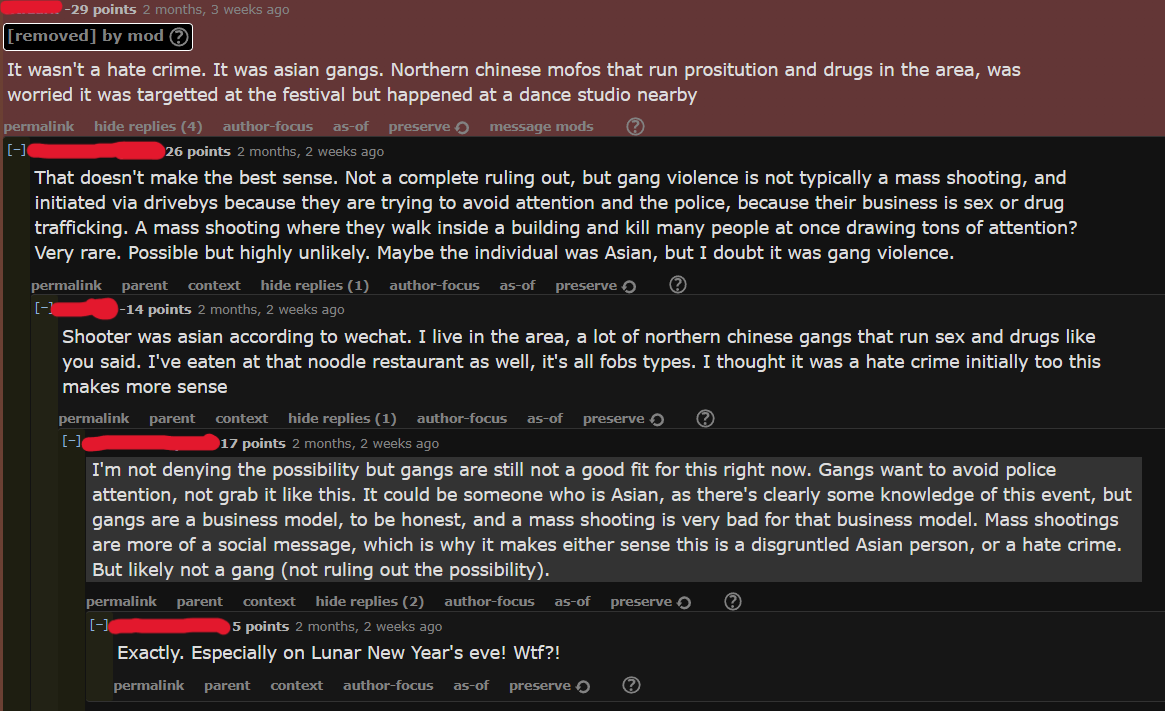 -29 points 2 months, 3 weeks ago
[removed] by mod ?
It wasn't a hate crime. It was asian gangs. Northern chinese mofos that run prositution and drugs in the area, was
worried it was targetted at the festival but happened at a dance studio nearby
permalink hide replies (4) author-focus as-of preserve message mods ?
[–] 26 points 2 months, 2 weeks ago
That doesn't make the best sense. Not a complete ruling out, but gang violence is not typically a mass shooting, and
initiated via drivebys because they are trying to avoid attention and the police, because their business is sex or drug
trafficking. A mass shooting where they walk inside a building and kill many people at once drawing tons of attention?
Very rare. Possible but highly unlikely. Maybe the individual was Asian, but I doubt it was gang violence.
permalink parent context hide replies (1) author-focus as-of preserve ?
[–] -14 points 2 months, 2 weeks ago
Shooter was asian according to wechat. I live in the area, a lot of northern chinese gangs that run sex and drugs like
you said. I've eaten at that noodle restaurant as well, it's all fobs types. I thought it was a hate crime initially too this
makes more sense
permalink parent context hide replies (1) author-focus as-of preserve ?
[–] 17 points 2 months, 2 weeks ago
I'm not denying the possibility but gangs are still not a good fit for this right now. Gangs want to avoid police
attention, not grab it like this. It could be someone who is Asian, as there's clearly some knowledge of this event, but
gangs are a business model, to be honest, and a mass shooting is very bad for that business model. Mass shootings
are more of a social message, which is why it makes either sense this is a disgruntled Asian person, or a hate crime.
But likely not a gang (not ruling out the possibility).
permalink parent context hide replies (2) author-focus as-of preserve ?
[–] 5 points 2 months, 2 weeks ago
Exactly. Especially on Lunar New Year's eve! Wtf?!
permalink parent context author-focus as-of preserve ?